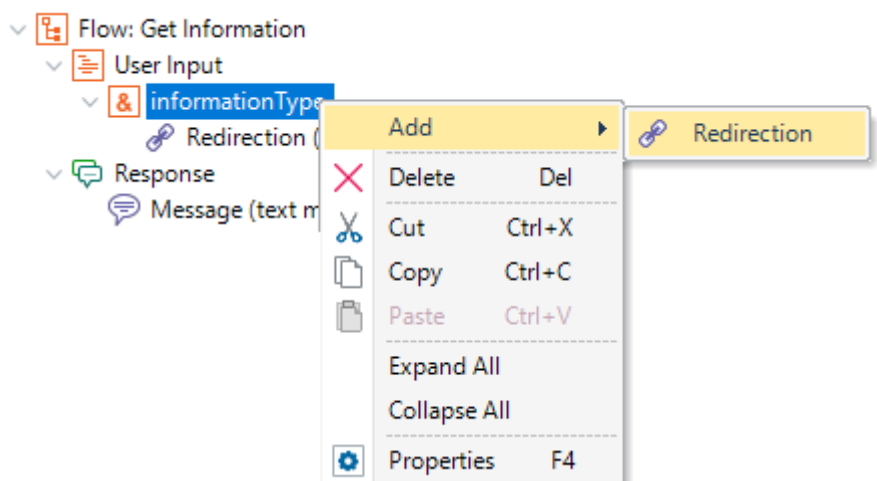 Flow: Get Information
User Input
& informationType
Redirection (
Response
Message (text m
Add
Redirection
Delete Del
Cut Ctrl+X
Copy Ctrl+C
Paste Ctrl+V
Expand All
Collapse All
Properties F4